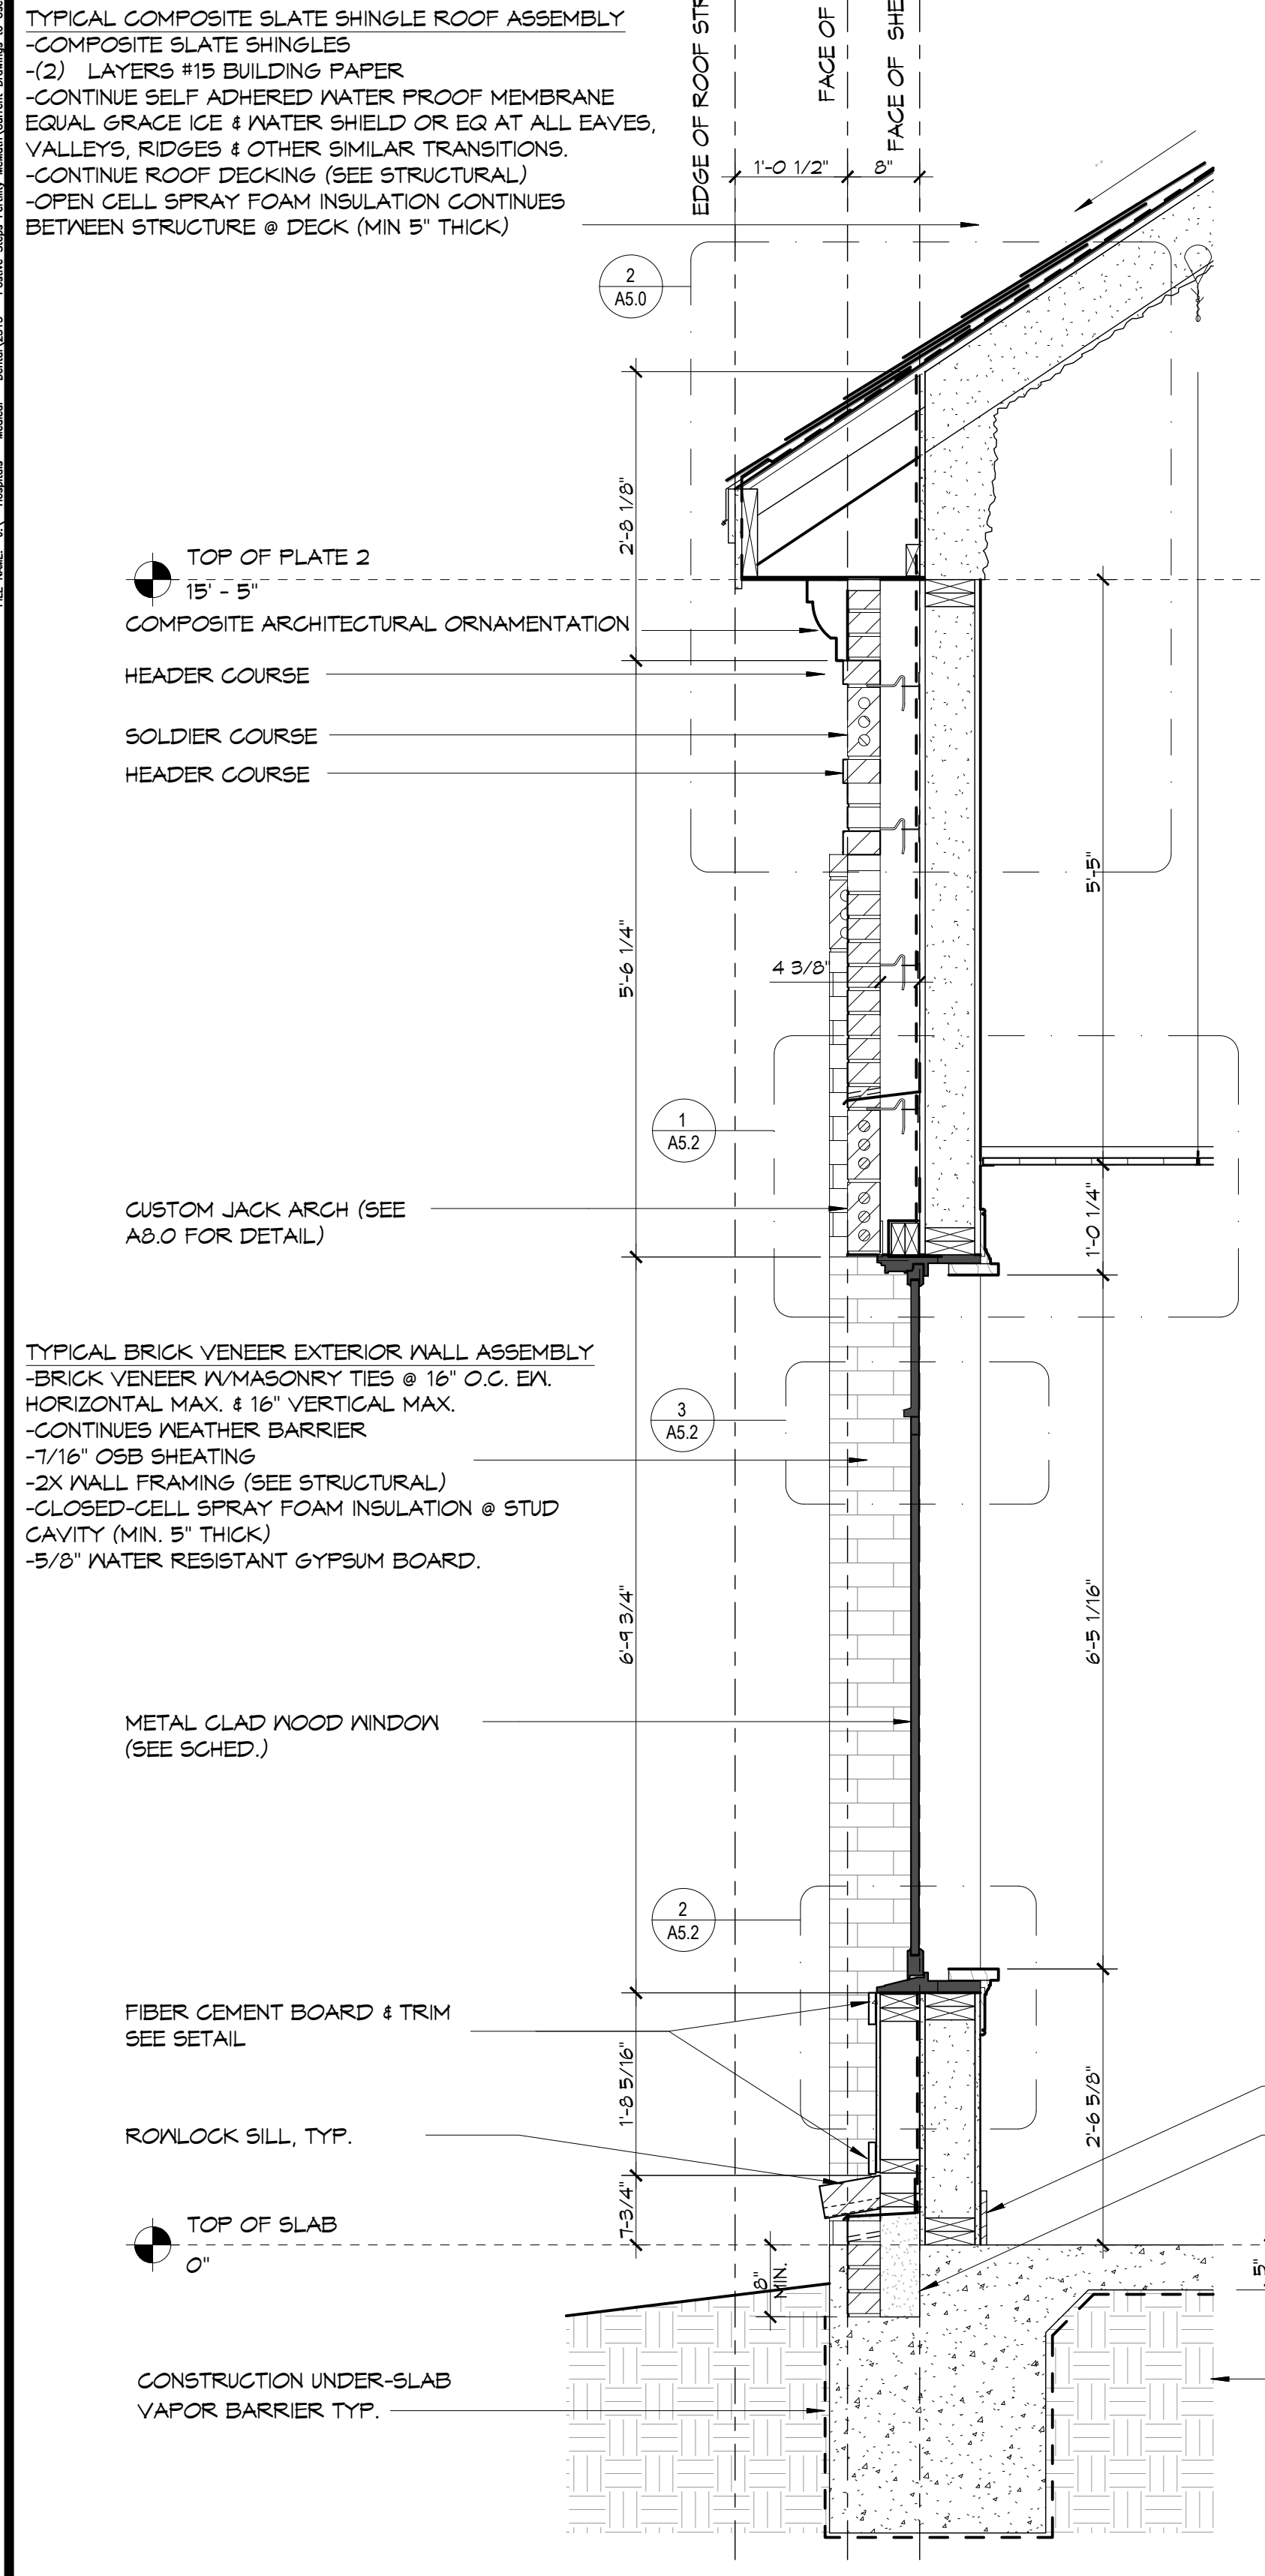 TYPICAL COMPOSITE SLATE SHINGLE ROOF ASSEMBLY
-COMPOSITE SLATE SHINGLES
-(2) LAYERS #15 BUILDING PAPER
-CONTINUE SELF ADHERED WATER PROOF MEMBRANE
EQUAL GRACE ICE & WATER SHIELD OR EQ AT ALL EAVES,
VALLEYS, RIDGES & OTHER SIMILAR TRANSITIONS.
-CONTINUE ROOF DECKING (SEE STRUCTURAL)
-OPEN CELL SPRAY FOAM INSULATION CONTINUES
BETWEEN STRUCTURE @ DECK (MIN 5" THICK)
EDGE OF ROOF STR
FACE OF
FACE OF SHE
1'-0 1/2"
8"
2
A5.0
2'-8 1/8"
TOP OF PLATE 2
15' - 5"
COMPOSITE ARCHITECTURAL ORNAMENTATION
HEADER COURSE
SOLDIER COURSE
HEADER COURSE
5'-5"
5'-6 1/4"
4 3/8"
1
A5.2
CUSTOM JACK ARCH (SEE
A8.0 FOR DETAIL)
1'-0 1/4"
TYPICAL BRICK VENEER EXTERIOR WALL ASSEMBLY
-BRICK VENEER W/MASONRY TIES @ 16" O.C. EW.
HORIZONTAL MAX. & 16" VERTICAL MAX.
-CONTINUES WEATHER BARRIER
-7/16" OSB SHEATING
-2X WALL FRAMING (SEE STRUCTURAL)
-CLOSED-CELL SPRAY FOAM INSULATION @ STUD
CAVITY (MIN. 5" THICK)
-5/8" WATER RESISTANT GYPSUM BOARD.
3
A5.2
6'-9 3/4"
6'-5 1/16"
METAL CLAD WOOD WINDOW
(SEE SCHED.)
2
A5.2
FIBER CEMENT BOARD & TRIM
SEE SETAIL
1'-8 5/16"
2'-6 5/8"
ROWLOCK SILL, TYP.
7-3/4"
TOP OF SLAB
0"
8"
MIN.
5"
CONSTRUCTION UNDER-SLAB
VAPOR BARRIER TYP.